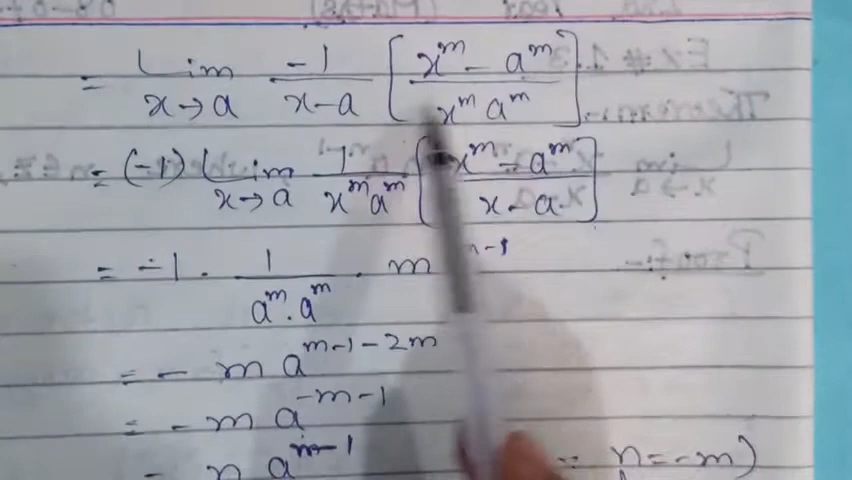 = Lim x→a -1/(x-a) [(x^m - a^m)/(x^m a^m)]
= (-1) Lim x→a 1/(x^m a^m) [(x^m - a^m)/(x-a)]
= -1 · 1/(a^m · a^m) · m
= - m a^(m-1-2m)
= - m a^(-m-1)
n = -m)